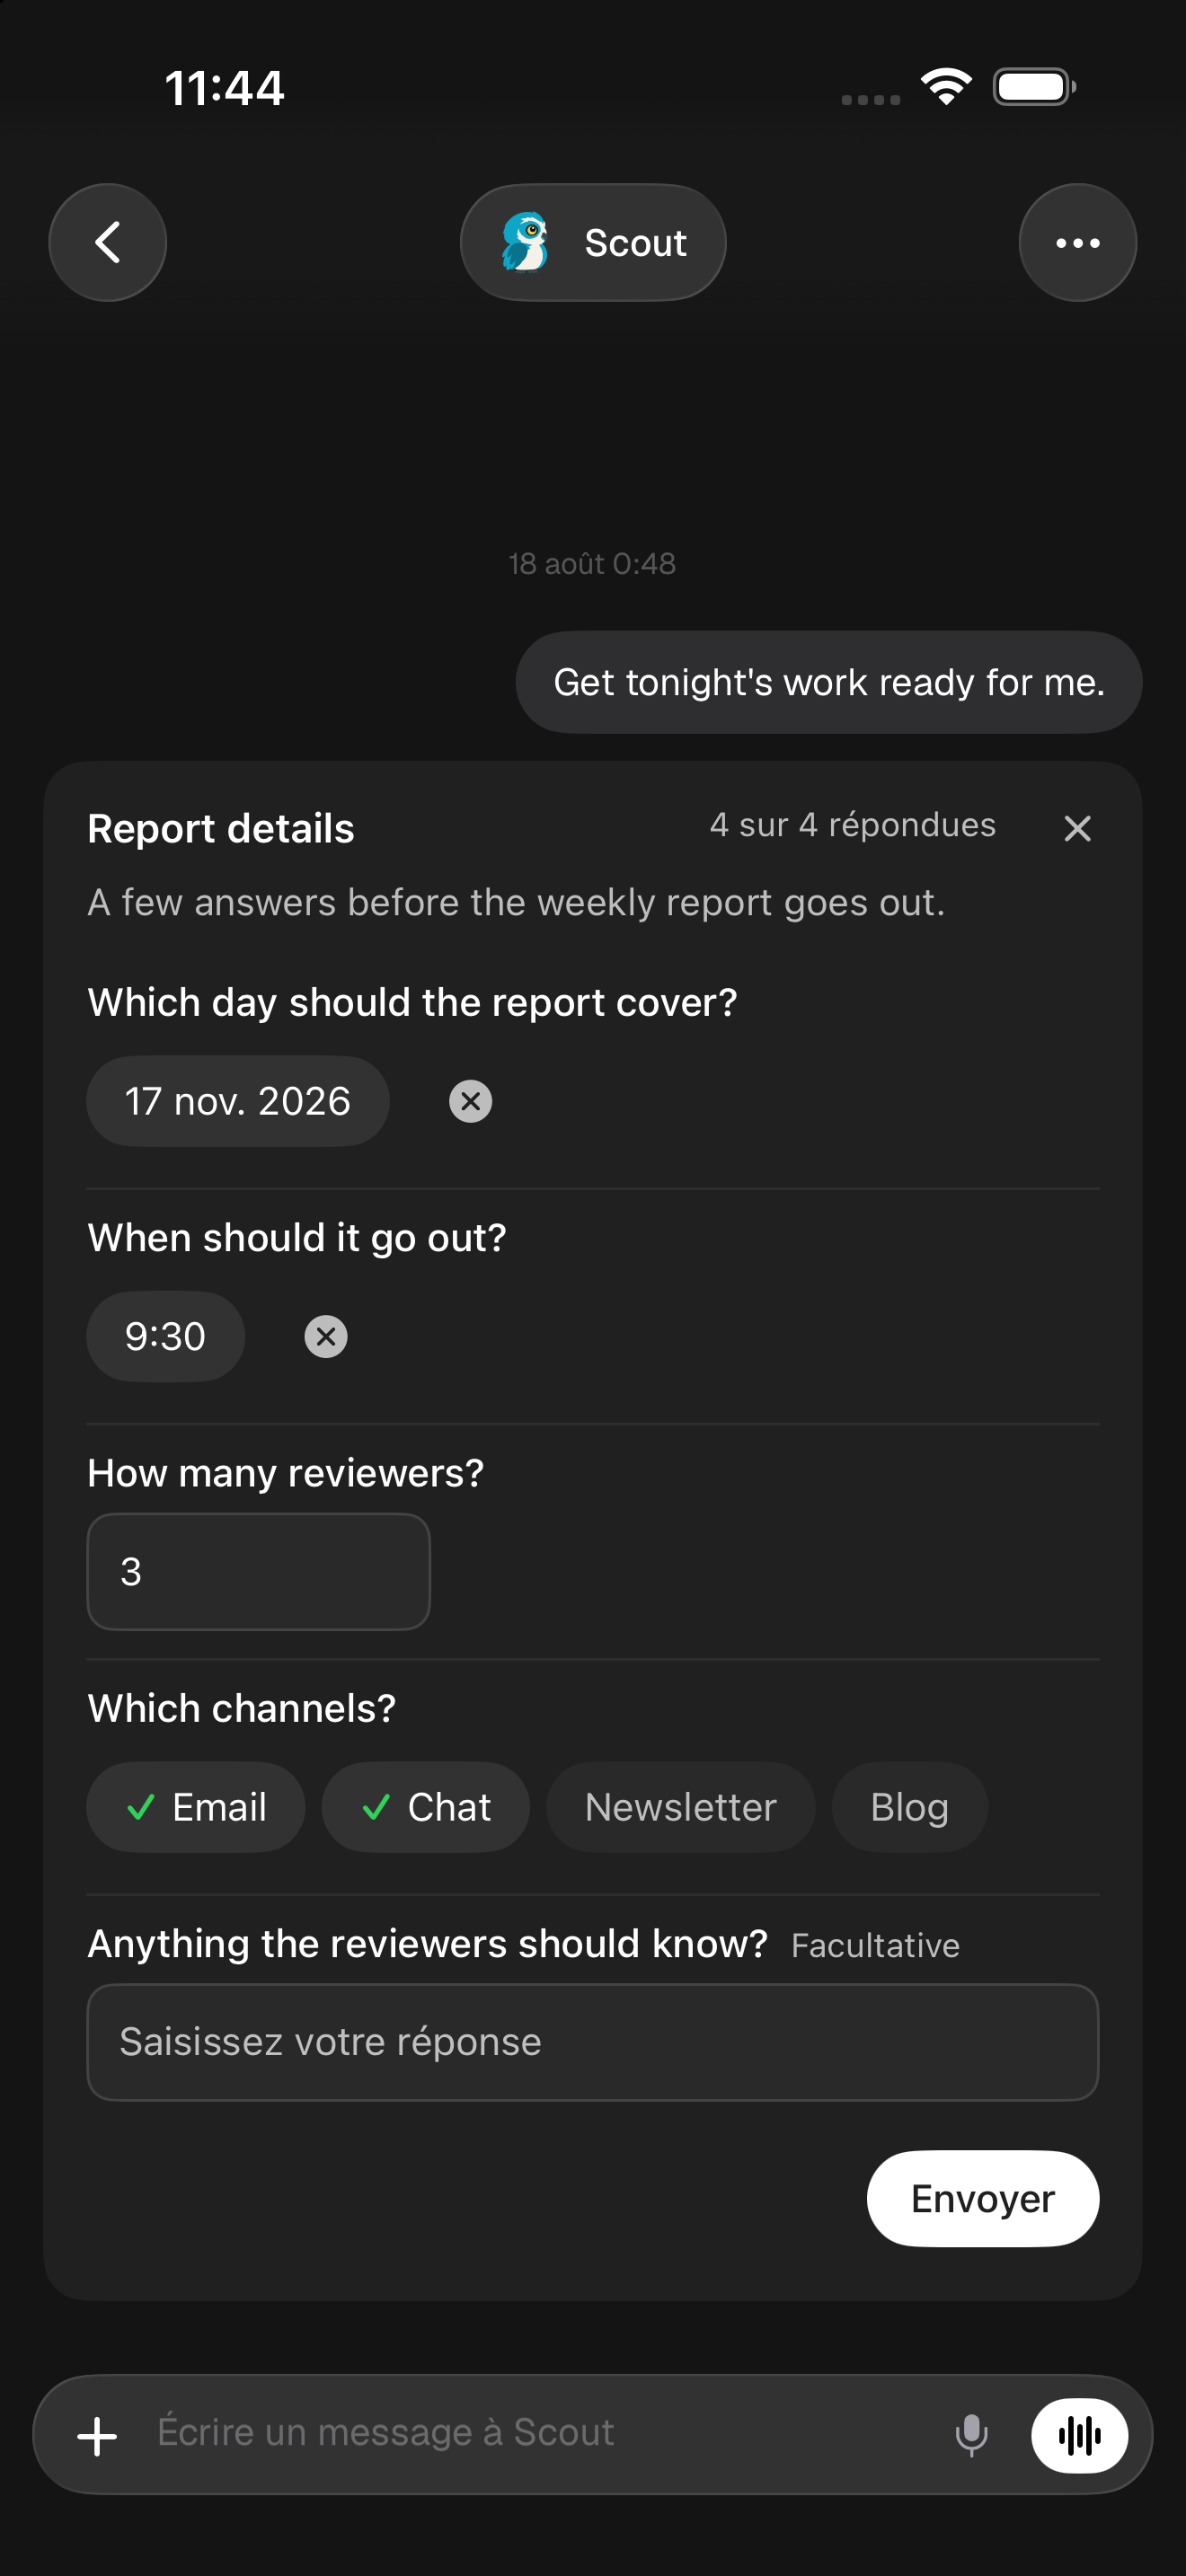 11:44
Scout
18 août 0:48
Get tonight's work ready for me.
Report details
4 sur 4 répondues
A few answers before the weekly report goes out.
Which day should the report cover?
17 nov. 2026
When should it go out?
9:30
How many reviewers?
3
Which channels?
Email
Chat
Newsletter
Blog
Anything the reviewers should know? Facultative
Saisissez votre réponse
Envoyer
Écrire un message à Scout